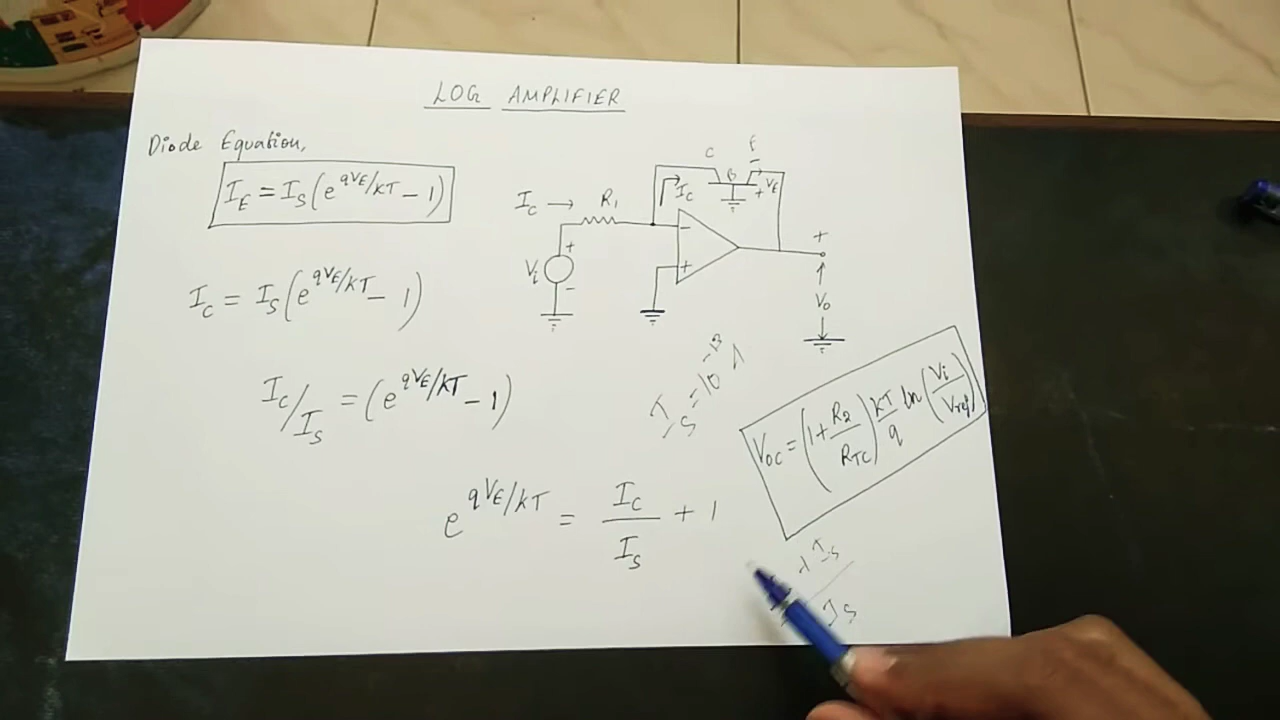 LOG AMPLIFIER
Diode Equation,
I_E = I_S(e^{qV_E/kT} - 1)
I_C = I_S(e^{qV_E/kT} - 1)
I_C/I_S = (e^{qV_E/kT} - 1)
e^{qV_E/kT} = I_C/I_S + 1
C B E
-
I_C
+ V_E
I_C → R_1
-
+
+
V_i
-
+
V_o
I_S = 10^{-13} A
V_OC = (1 + R_2/R_TC) kT/q ln(V_i/V_ref)
I_S
I_S